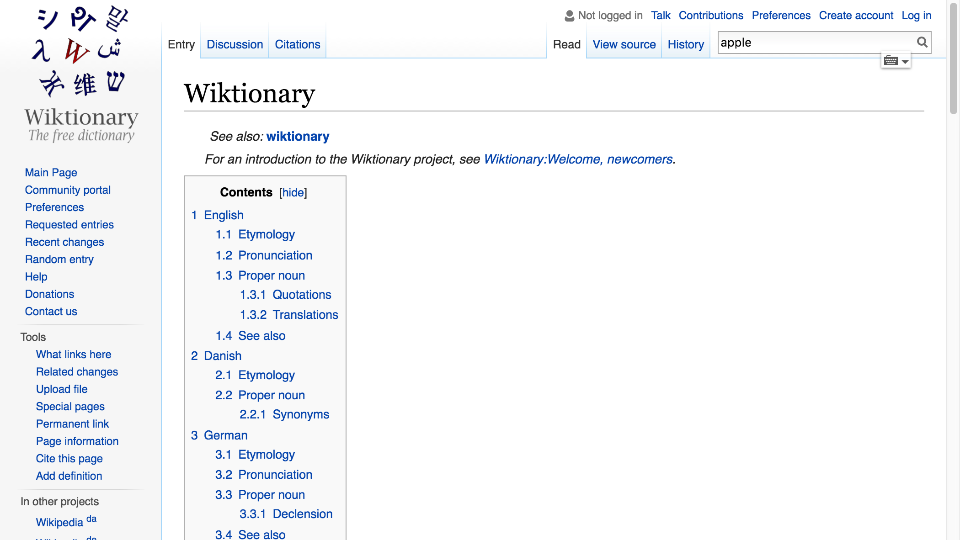 Not logged in Talk Contributions Preferences Create account Log in
Entry Discussion Citations Read View source History apple
Wiktionary
See also: wiktionary
For an introduction to the Wiktionary project, see Wiktionary:Welcome, newcomers.
Contents [hide]
1 English
1.1 Etymology
1.2 Pronunciation
1.3 Proper noun
1.3.1 Quotations
1.3.2 Translations
1.4 See also
2 Danish
2.1 Etymology
2.2 Proper noun
2.2.1 Synonyms
3 German
3.1 Etymology
3.2 Pronunciation
3.3 Proper noun
3.3.1 Declension
3.4 See also
W
维
Wiktionary
The free dictionary
Main Page
Community portal
Preferences
Requested entries
Recent changes
Random entry
Help
Donations
Contact us
Tools
What links here
Related changes
Upload file
Special pages
Permanent link
Page information
Cite this page
Add definition
In other projects
Wikipedia da